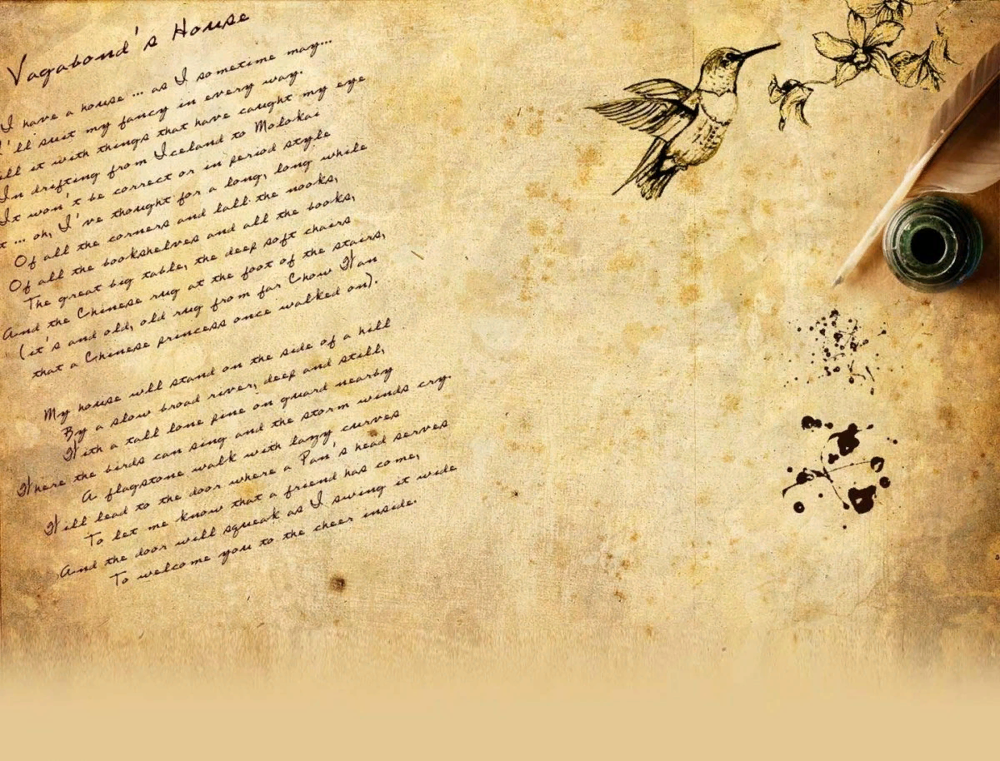 Vagabond's House
I have a house ... as I sometime may...
I'll suit my fancy in every way.
ill it with things that have caught my eye
In drifting from Iceland to Molokai
It won't be correct or in period style
t ... oh, I've thought for a long, long while
Of all the corners and lall the nooks,
Of all the bookshelves and all the books,
The great big table, the deep soft chairs
And the Chinese rug at the foot of the stairs,
(it's and old, old rug from far Chow Wan
that a Chinese princess once walked on).
My house will stand on the side of a hill
By a slow broad river, deep and still,
With a tall lone pine on guard nearby
Where the birds can sing and the storm winds cry.
A flagstone walk with lazy curves
Will lead to the door where a Pan's head serves
To let me know that a friend has come,
And the door will squeak as I swing it wide
To welcome you to the cheer inside.